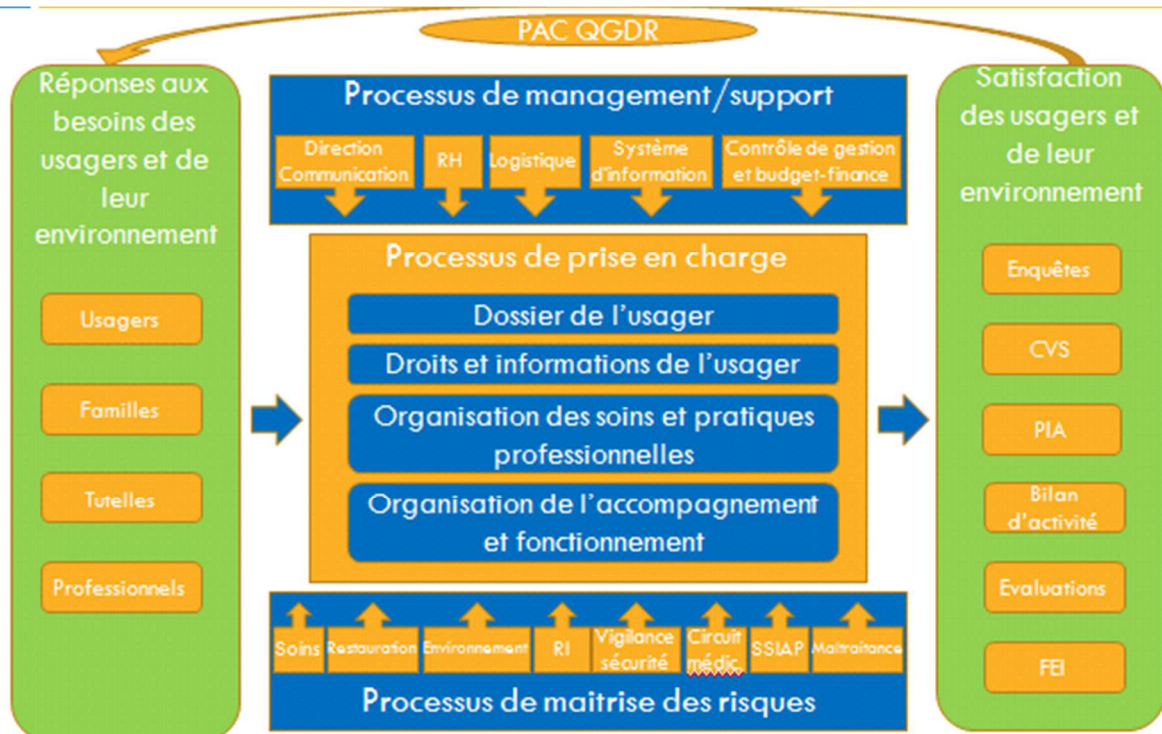 PAC QGDR
Réponses aux
besoins des
usagers et de
leur
environnement
Usagers
Familles
Tutelles
Professionnels
Processus de management/support
Direction
Communication
RH
Logistique
Système
d'information
Contrôle de gestion
et budget-finance
Processus de prise en charge
Dossier de l'usager
Droits et informations de l'usager
Organisation des soins et pratiques
professionnelles
Organisation de l'accompagnement
et fonctionnement
Soins
Restauration
Environnement
RI
Vigilance
sécurité
Circuit
médic.
SSIAP
Maltraitance
Processus de maitrise des risques
Satisfaction
des usagers et
de leur
environnement
Enquêtes
CVS
PIA
Bilan
d'activité
Evaluations
FEI